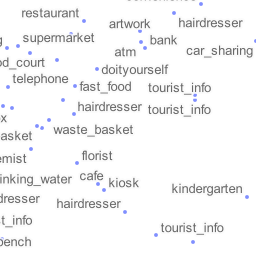 restaurant
artwork
hairdresser
supermarket
bank
atm
car_sharing
od_court
doityourself
telephone
fast_food
tourist_info
hairdresser
tourist_info
waste_basket
asket
florist
emist
cafe
inking_water
kiosk
kindergarten
dresser
hairdresser
t_info
tourist_info
bench